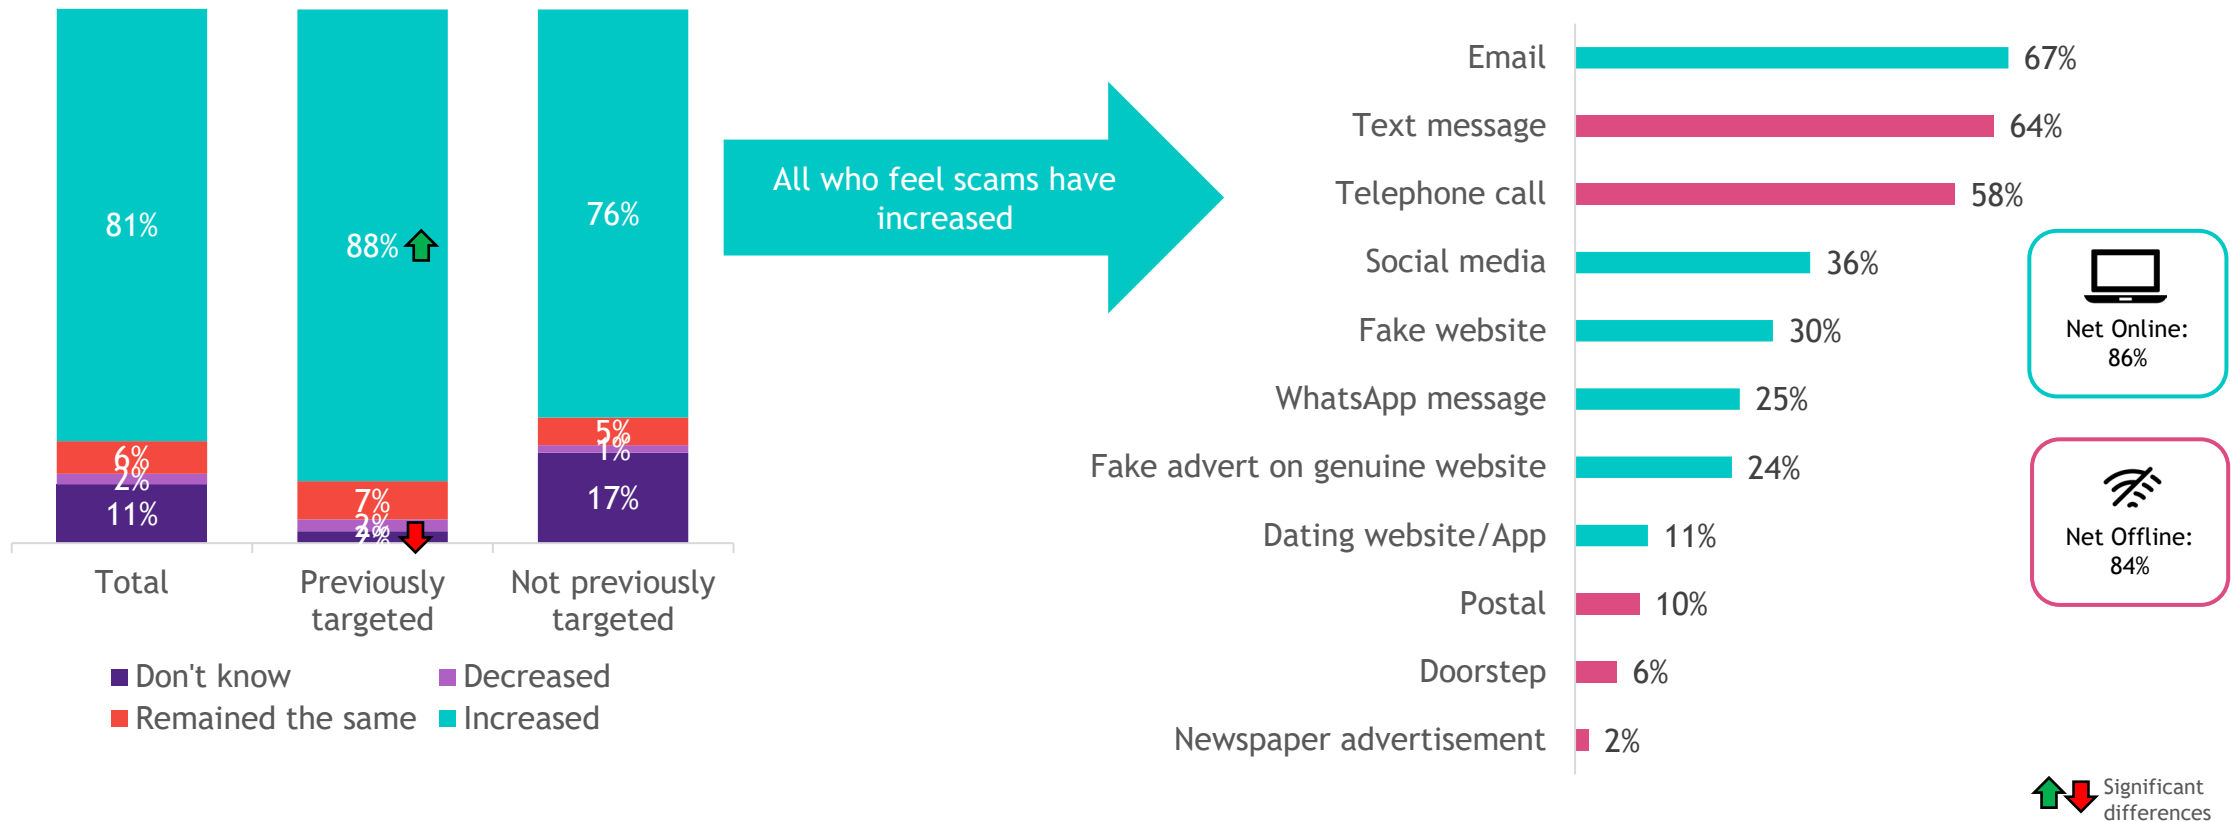 81%
6%
2%
11%
88%
7%
2%
2%
76%
5%
1%
17%
Total
Previously
targeted
Not previously
targeted
Don't know
Decreased
Remained the same
Increased
All who feel scams have
increased
Email
67%
Text message
64%
Telephone call
58%
Social media
36%
Fake website
30%
WhatsApp message
25%
Fake advert on genuine website
24%
Dating website/App
11%
Postal
10%
Doorstep
6%
Newspaper advertisement
2%
Net Online:
86%
Net Offline:
84%
Significant
differences